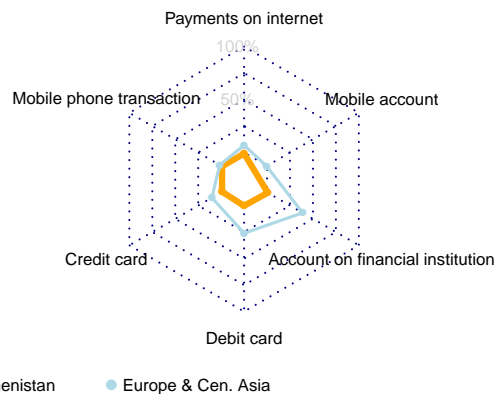 Payments on internet
100%
Mobile phone transaction
50%
Mobile account
Credit card
Account on financial institution
Debit card
enistan
Europe & Cen. Asia